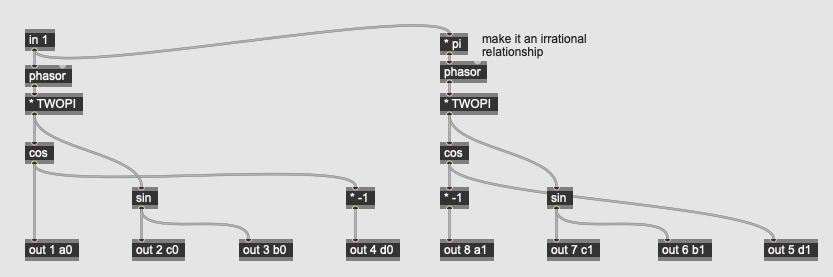 in 1
* pi
make it an irrational
relationship
phasor
phasor
* TWOPI
* TWOPI
cos
cos
sin
* -1
* -1
sin
out 1 a0
out 2 c0
out 3 b0
out 4 d0
out 8 a1
out 7 c1
out 6 b1
out 5 d1